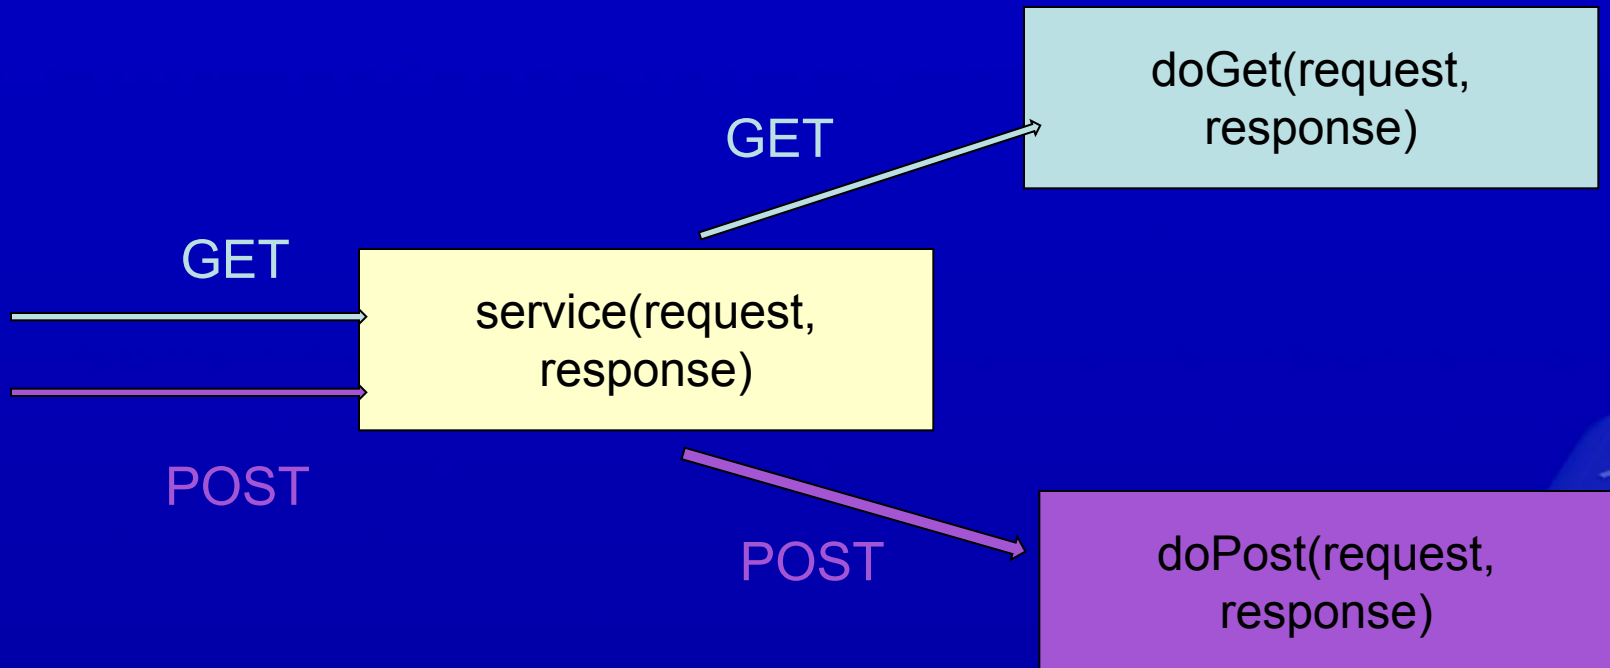 doGet(request,
response)
GET
GET
service(request,
response)
POST
POST
doPost(request,
response)